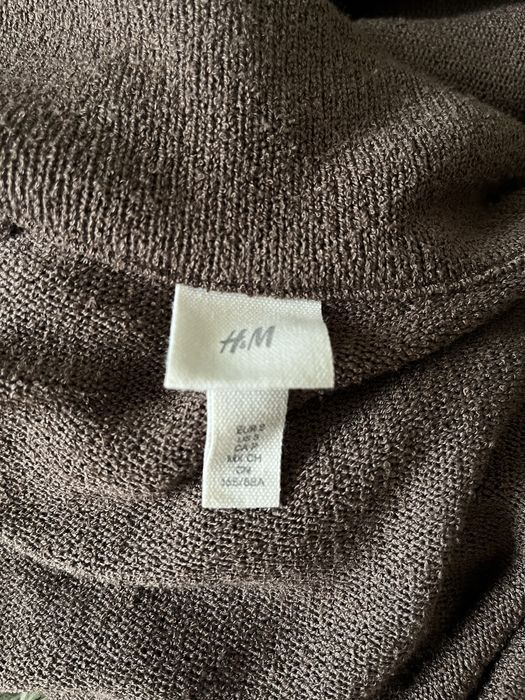 H&M
EUR S
US S
CA P
MX CH
CN
165/88A